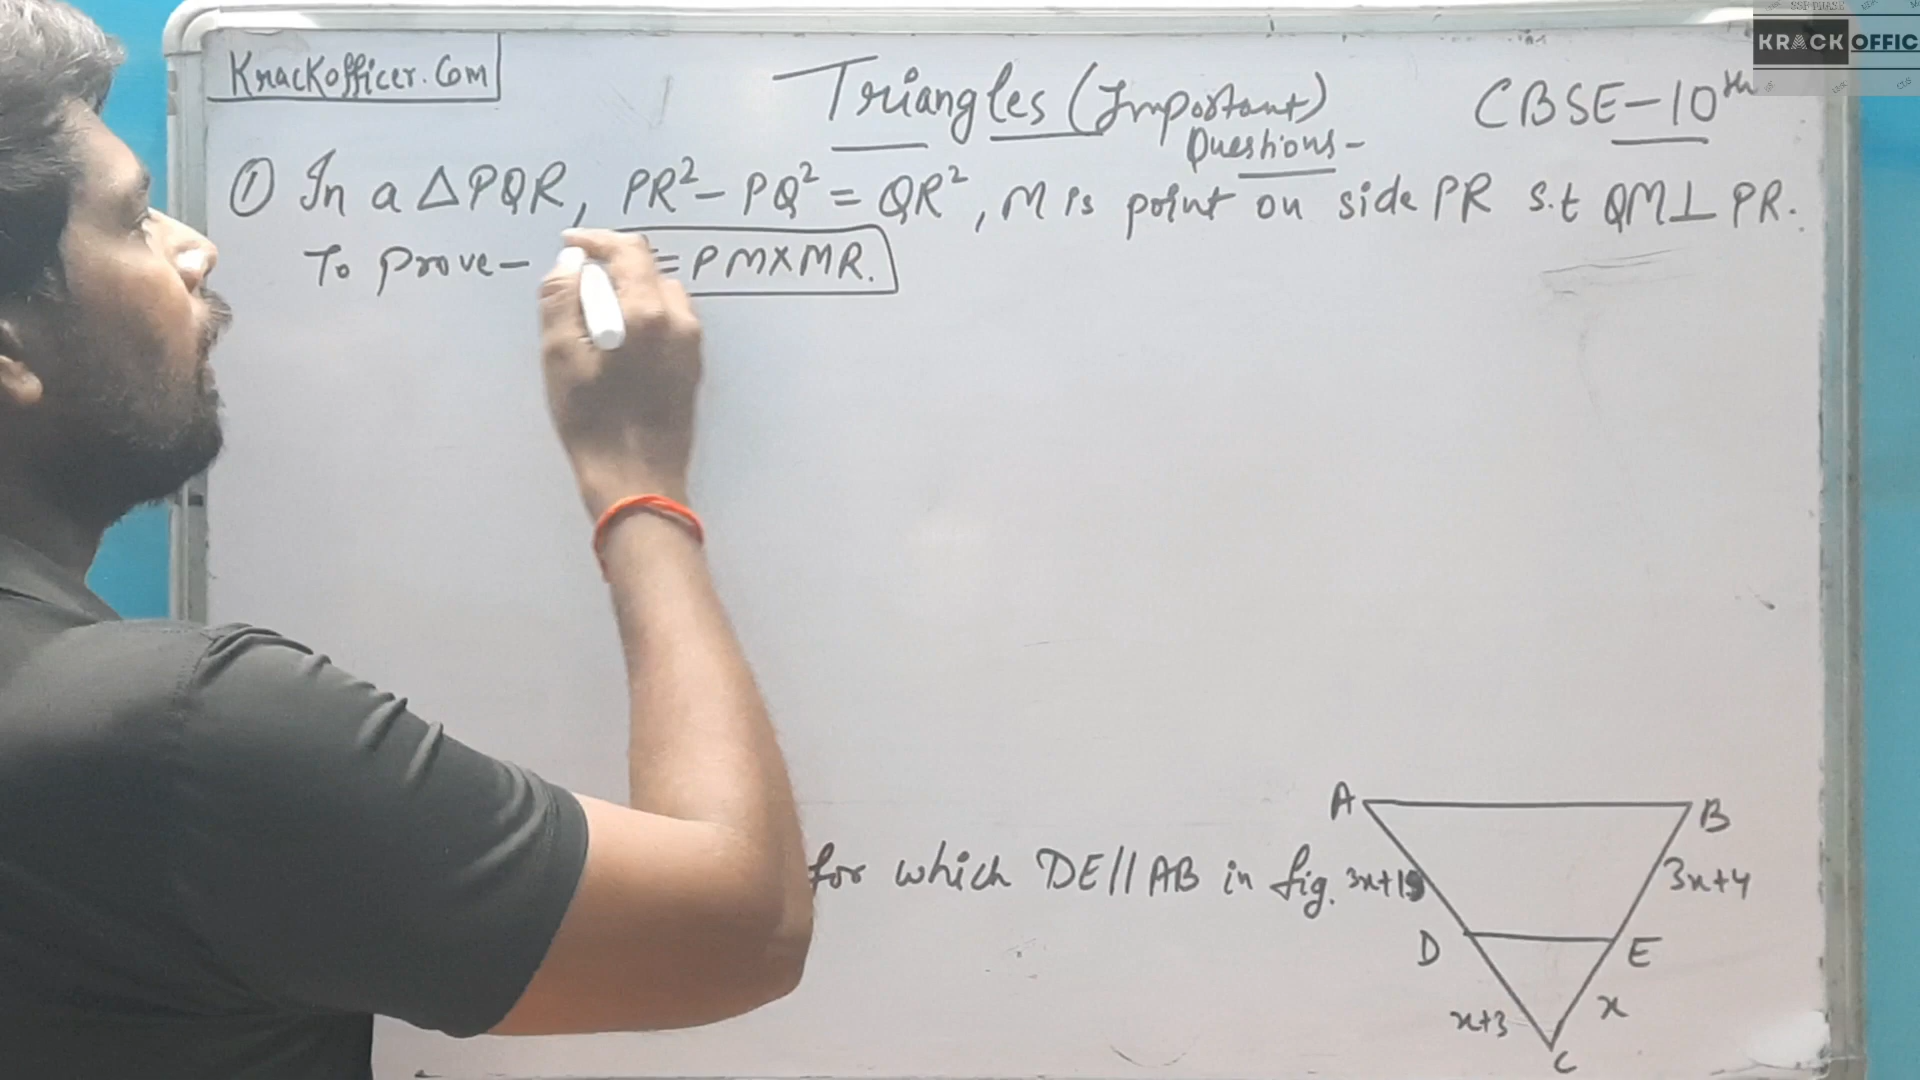 KrackOfficer.Com
KRACK OFFIC
Triangles (Important)
Questions-
CBSE-10th
① In a △PQR, PR²- PQ² = QR², M is point on side PR s.t QM⊥PR.
To prove- = PM×MR.
A
B
for which DE//AB in fig.
3x+19
3x+4
D
E
x+3
x
C